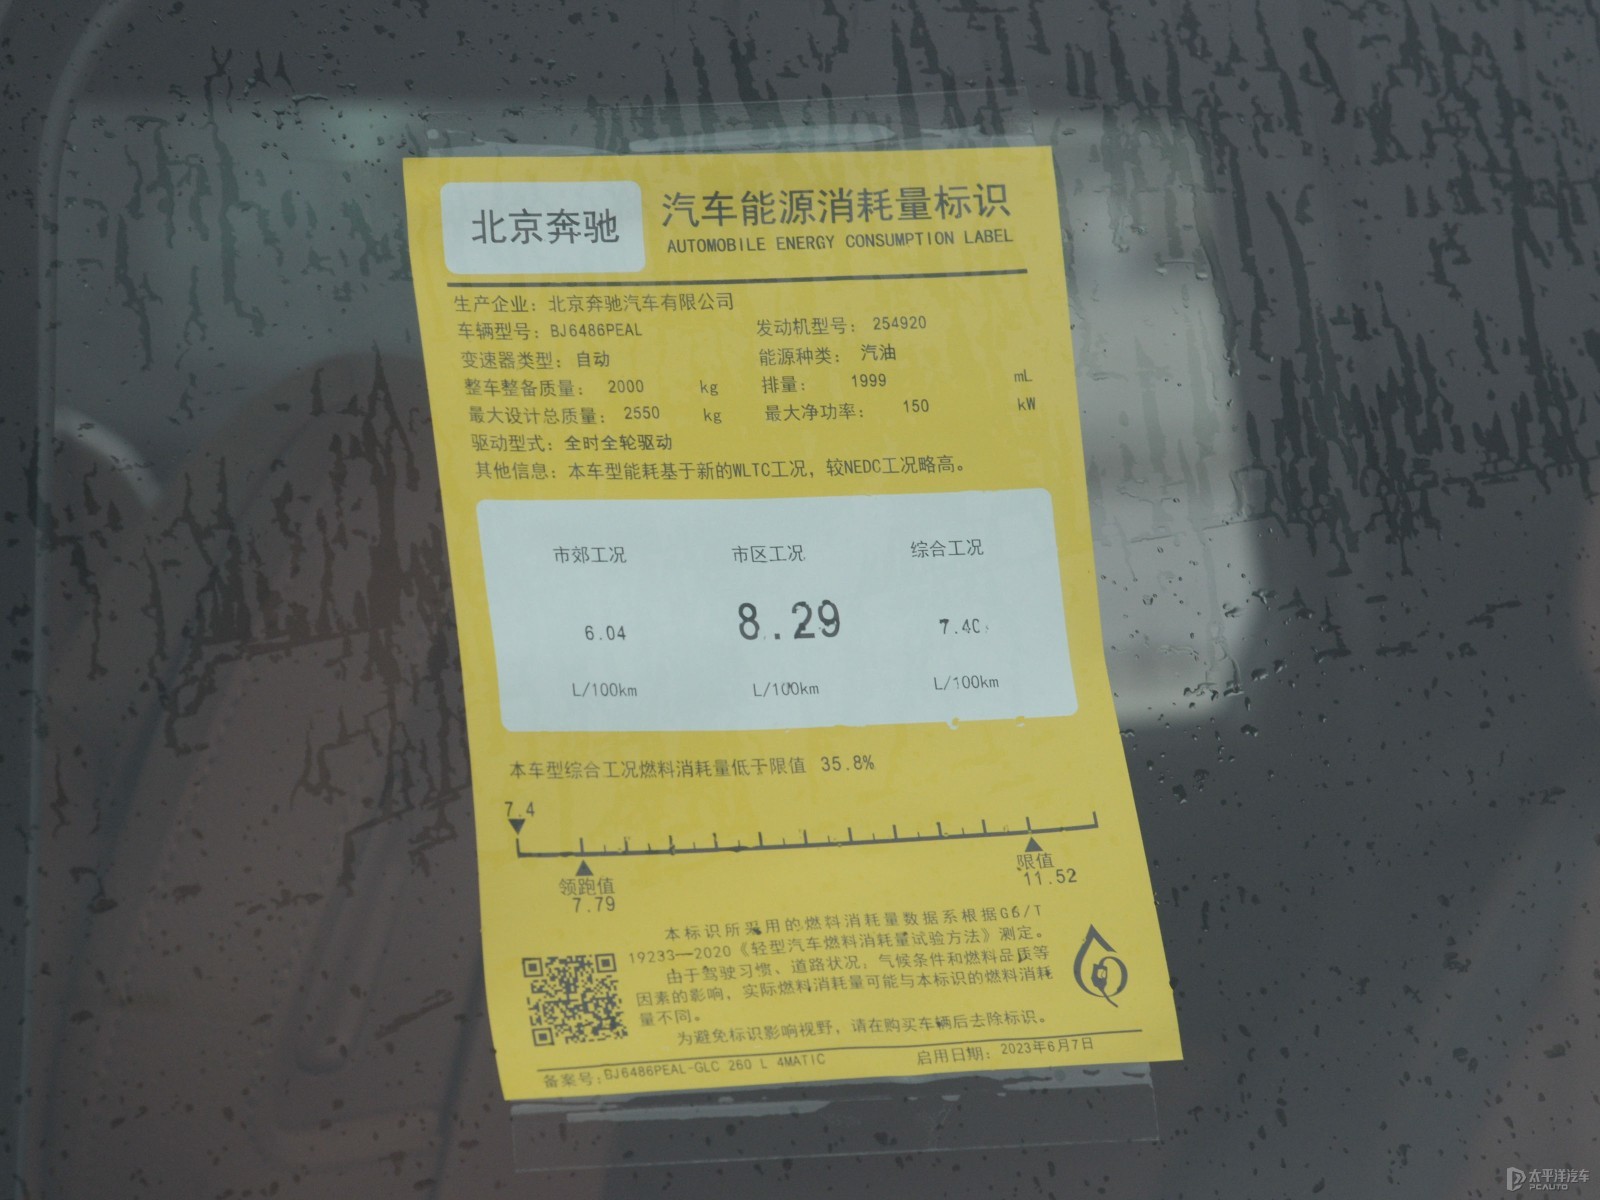 北京奔驰
汽车能源消耗量标识
AUTOMOBILE ENERGY CONSUMPTION LABEL
生产企业：北京奔驰汽车有限公司
车辆型号：BJ6486PEAL 发动机型号：254920
变速器类型：自动 能源种类：汽油
整车整备质量：2000 kg 排量：1999 mL
最大设计总质量：2550 kg 最大净功率：150 kW
驱动型式：全时全轮驱动
其他信息：本车型能耗基于新的WLTC工况，较NEDC工况略高。
市郊工况 市区工况 综合工况
6.04 8.29 7.40
L/100km L/100km L/100km
本车型综合工况燃料消耗量低于限值 35.8%
7.4
领跑值 限值
7.79 11.52
本标识所采用的燃料消耗量数据系根据GB/T
19233—2020《轻型汽车燃料消耗量试验方法》测定。
由于驾驶习惯、道路状况、气候条件和燃料品质等
因素的影响，实际燃料消耗量可能与本标识的燃料消耗
量不同。
为避免标识影响视野，请在购买车辆后去除标识。
备案号：BJ6486PEAL-GLC 260 L 4MATIC 启用日期：2023年6月7日
太平洋汽车
PCAUTO